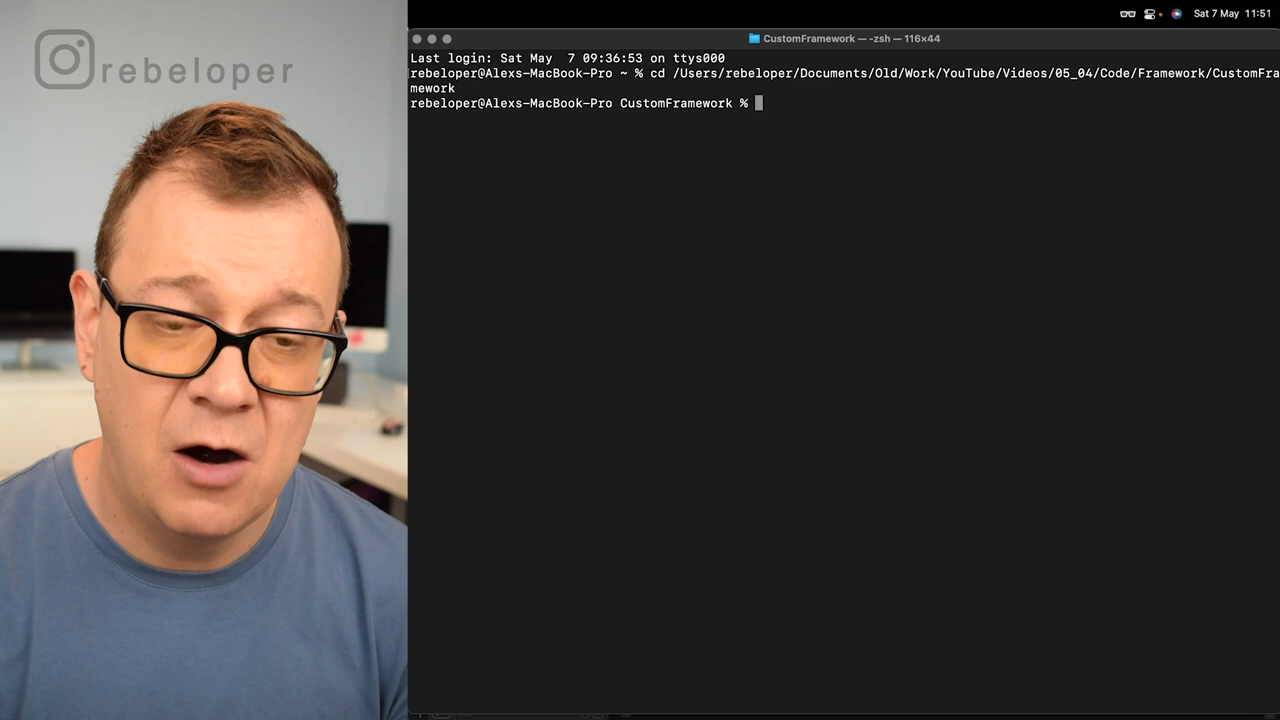 rebeloper
Sat 7 May 11:51
CustomFramework — -zsh — 116×44
Last login: Sat May  7 09:36:53 on ttys000
rebeloper@Alexs-MacBook-Pro ~ % cd /Users/rebeloper/Documents/Old/Work/YouTube/Videos/05_04/Code/Framework/CustomFra
mework
rebeloper@Alexs-MacBook-Pro CustomFramework %